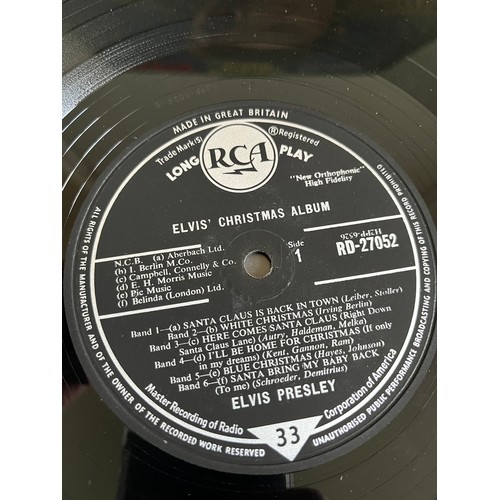 MADE IN GREAT BRITAIN
Trade Mark(s) ® Registered
LONG RCA PLAY
"New Orthophonic"
High Fidelity
ELVIS' CHRISTMAS ALBUM
N.C.B. (a) Aberbach Ltd.
(b) I. Berlin M.Co.
(c) Campbell, Connelly & Co.
(d) E. H. Morris Music
(e) Pic Music
(f) Belinda (London) Ltd.
Side
1
H2PP-6526
RD-27052
Band 1—(a) SANTA CLAUS IS BACK IN TOWN (Leiber, Stoller)
Band 2—(b) WHITE CHRISTMAS (Irving Berlin)
Band 3—(c) HERE COMES SANTA CLAUS (Right Down
Santa Claus Lane) (Autry, Haldeman, Melka)
Band 4—(d) I'LL BE HOME FOR CHRISTMAS (If only
in my dreams) (Kent, Gannon, Ram)
Band 5—(e) BLUE CHRISTMAS (Hayes, Johnson)
Band 6—(f) SANTA BRING MY BABY BACK
(To me) (Schroeder, Demitrius)
ELVIS PRESLEY
33
Master Recording of Radio Corporation of America
ALL RIGHTS OF THE MANUFACTURER AND OF THE OWNER OF THE RECORDED WORK RESERVED
UNAUTHORISED PUBLIC PERFORMANCE BROADCASTING AND COPYING OF THIS RECORD PROHIBITED